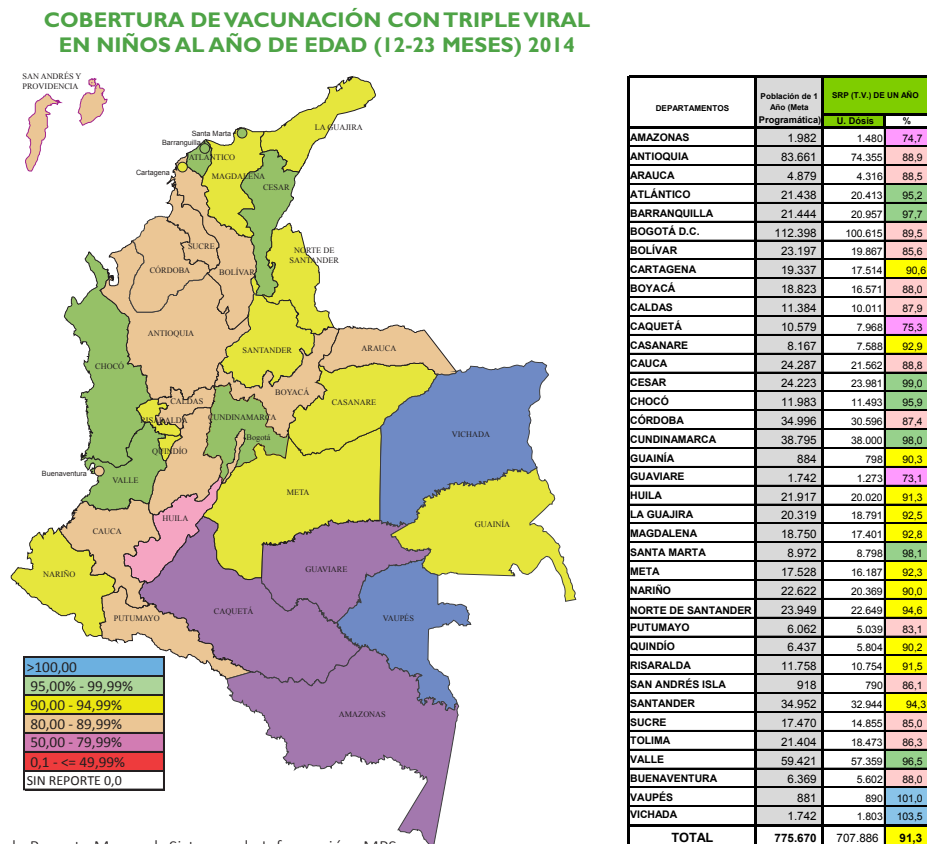 COBERTURA DE VACUNACIÓN CON TRIPLE VIRAL
EN NIÑOS AL AÑO DE EDAD (12-23 MESES) 2014
SAN ANDRÉS Y
PROVIDENCIA
LA GUAJIRA
Santa Marta
Barranguilla
ATLÁNTICO
Cartagena
MAGDALENA
CESAR
SUCRE
NORTE DE
SANTANDER
CÓRDOBA
BOLÍVAR
ANTIOQUIA
SANTANDER
ARAUCA
CHOCÓ
BOYACÁ
CALDAS
CASANARE
RISARALDA
CUNDINAMARCA
VICHADA
Bogotá
QUINDÍO
Buenaventura
VALLE
META
HUILA
GUAINÍA
CAUCA
GUAVIARE
NARIÑO
CAQUETÁ
PUTUMAYO
VAUPÉS
AMAZONAS
>100,00
95,00% - 99,99%
90,00 - 94,99%
80,00 - 89,99%
50,00 - 79,99%
0,1 - <= 49,99%
SIN REPORTE 0,0
DEPARTAMENTOS
Población de 1
Año (Meta
Programática)
SRP (T.V.) DE UN AÑO
U. Dósis %
AMAZONAS 1.982 1.480 74,7
ANTIOQUIA 83.661 74.355 88,9
ARAUCA 4.879 4.316 88,5
ATLÁNTICO 21.438 20.413 95,2
BARRANQUILLA 21.444 20.957 97,7
BOGOTÁ D.C. 112.398 100.615 89,5
BOLÍVAR 23.197 19.867 85,6
CARTAGENA 19.337 17.514 90,6
BOYACÁ 18.823 16.571 88,0
CALDAS 11.384 10.011 87,9
CAQUETÁ 10.579 7.968 75,3
CASANARE 8.167 7.588 92,9
CAUCA 24.287 21.562 88,8
CESAR 24.223 23.981 99,0
CHOCÓ 11.983 11.493 95,9
CÓRDOBA 34.996 30.596 87,4
CUNDINAMARCA 38.795 38.000 98,0
GUAINÍA 884 798 90,3
GUAVIARE 1.742 1.273 73,1
HUILA 21.917 20.020 91,3
LA GUAJIRA 20.319 18.791 92,5
MAGDALENA 18.750 17.401 92,8
SANTA MARTA 8.972 8.798 98,1
META 17.528 16.187 92,3
NARIÑO 22.622 20.369 90,0
NORTE DE SANTANDER 23.949 22.649 94,6
PUTUMAYO 6.062 5.039 83,1
QUINDÍO 6.437 5.804 90,2
RISARALDA 11.758 10.754 91,5
SAN ANDRÉS ISLA 918 790 86,1
SANTANDER 34.952 32.944 94,3
SUCRE 17.470 14.855 85,0
TOLIMA 21.404 18.473 86,3
VALLE 59.421 57.359 96,5
BUENAVENTURA 6.369 5.602 88,0
VAUPÉS 881 890 101,0
VICHADA 1.742 1.803 103,5
TOTAL 775.670 707.886 91,3